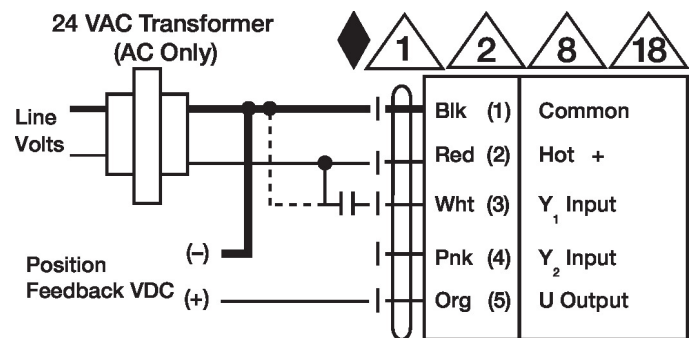 24 VAC Transformer
(AC Only)
1 2 8 18
Line
Volts
Blk (1) Common
Red (2) Hot +
Wht (3) Y1 Input
Pnk (4) Y2 Input
Org (5) U Output
Position
Feedback VDC
(–)
(+)